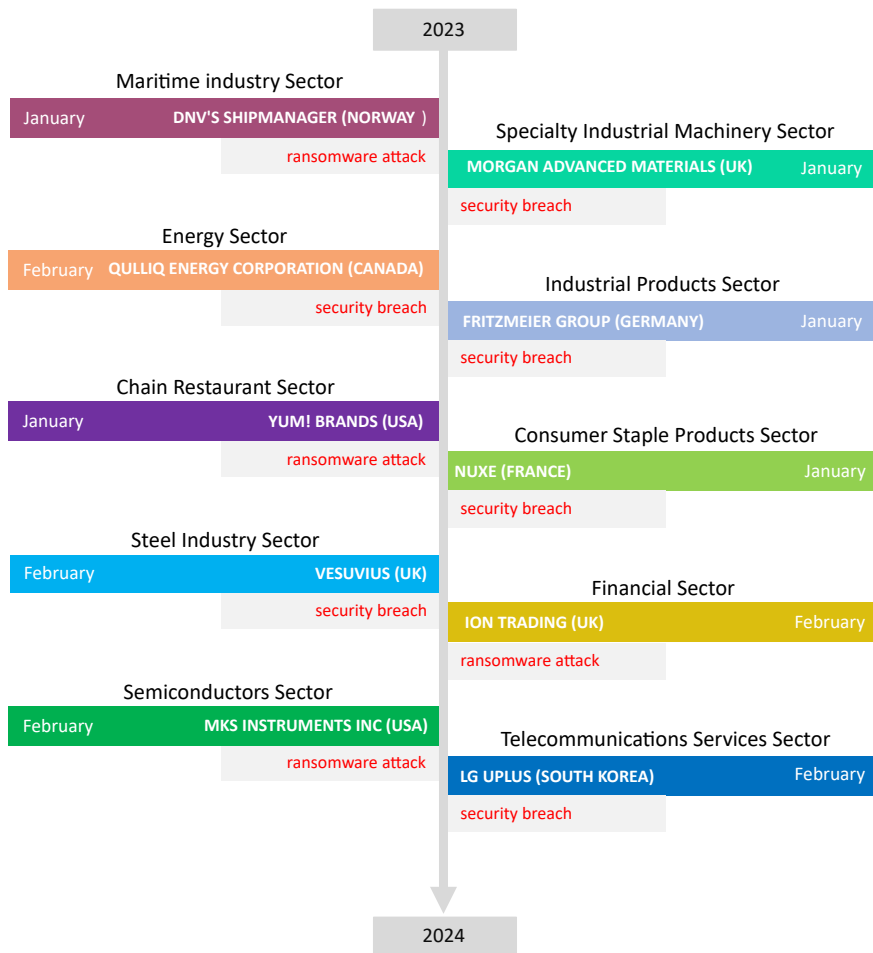 2023
Maritime industry Sector
January DNV'S SHIPMANAGER (NORWAY )
ransomware attack
Specialty Industrial Machinery Sector
MORGAN ADVANCED MATERIALS (UK) January
security breach
Energy Sector
February QULLIQ ENERGY CORPORATION (CANADA)
security breach
Industrial Products Sector
FRITZMEIER GROUP (GERMANY) January
security breach
Chain Restaurant Sector
January YUM! BRANDS (USA)
ransomware attack
Consumer Staple Products Sector
NUXE (FRANCE) January
security breach
Steel Industry Sector
February VESUVIUS (UK)
security breach
Financial Sector
ION TRADING (UK) February
ransomware attack
Semiconductors Sector
February MKS INSTRUMENTS INC (USA)
ransomware attack
Telecommunications Services Sector
LG UPLUS (SOUTH KOREA) February
security breach
2024